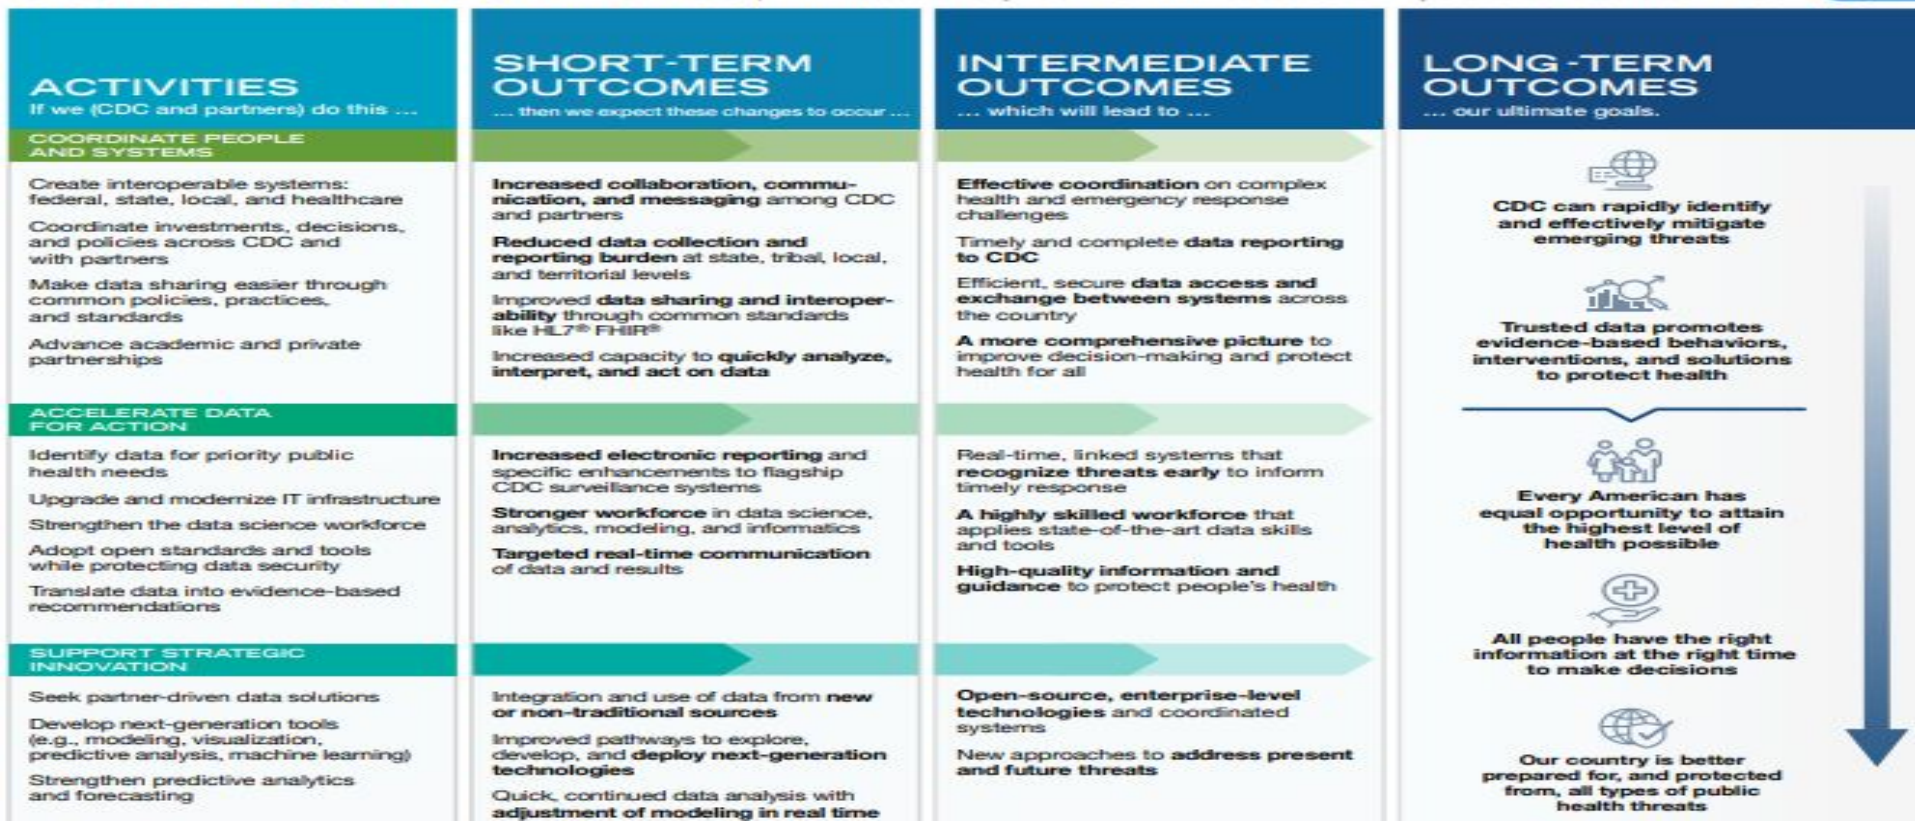 ACTIVITIES
If we (CDC and partners) do this ...
COORDINATE PEOPLE
AND SYSTEMS
Create interoperable systems:
federal, state, local, and healthcare
Coordinate investments, decisions,
and policies across CDC and
with partners
Make data sharing easier through
common policies, practices,
and standards
Advance academic and private
partnerships
ACCELERATE DATA
FOR ACTION
Identify data for priority public
health needs
Upgrade and modernize IT infrastructure
Strengthen the data science workforce
Adopt open standards and tools
while protecting data security
Translate data into evidence-based
recommendations
SUPPORT STRATEGIC
INNOVATION
Seek partner-driven data solutions
Develop next-generation tools
(e.g., modeling, visualization,
predictive analysis, machine learning)
Strengthen predictive analytics
and forecasting
SHORT-TERM
OUTCOMES
... then we expect these changes to occur ...
Increased collaboration, commu-
nication, and messaging among CDC
and partners
Reduced data collection and
reporting burden at state, tribal, local,
and territorial levels
Improved data sharing and interoper-
ability through common standards
like HL7® FHIR®
Increased capacity to quickly analyze,
interpret, and act on data
Increased electronic reporting and
specific enhancements to flagship
CDC surveillance systems
Stronger workforce in data science,
analytics, modeling, and informatics
Targeted real-time communication
of data and results
Integration and use of data from new
or non-traditional sources
Improved pathways to explore,
develop, and deploy next-generation
technologies
Quick, continued data analysis with
adjustment of modeling in real time
INTERMEDIATE
OUTCOMES
... which will lead to ...
Effective coordination on complex
health and emergency response
challenges
Timely and complete data reporting
to CDC
Efficient, secure data access and
exchange between systems across
the country
A more comprehensive picture to
improve decision-making and protect
health for all
Real-time, linked systems that
recognize threats early to inform
timely response
A highly skilled workforce that
applies state-of-the-art data skills
and tools
High-quality information and
guidance to protect people's health
Open-source, enterprise-level
technologies and coordinated
systems
New approaches to address present
and future threats
LONG-TERM
OUTCOMES
... our ultimate goals.
CDC can rapidly identify
and effectively mitigate
emerging threats
Trusted data promotes
evidence-based behaviors,
interventions, and solutions
to protect health
Every American has
equal opportunity to attain
the highest level of
health possible
All people have the right
information at the right time
to make decisions
Our country is better
prepared for, and protected
from, all types of public
health threats